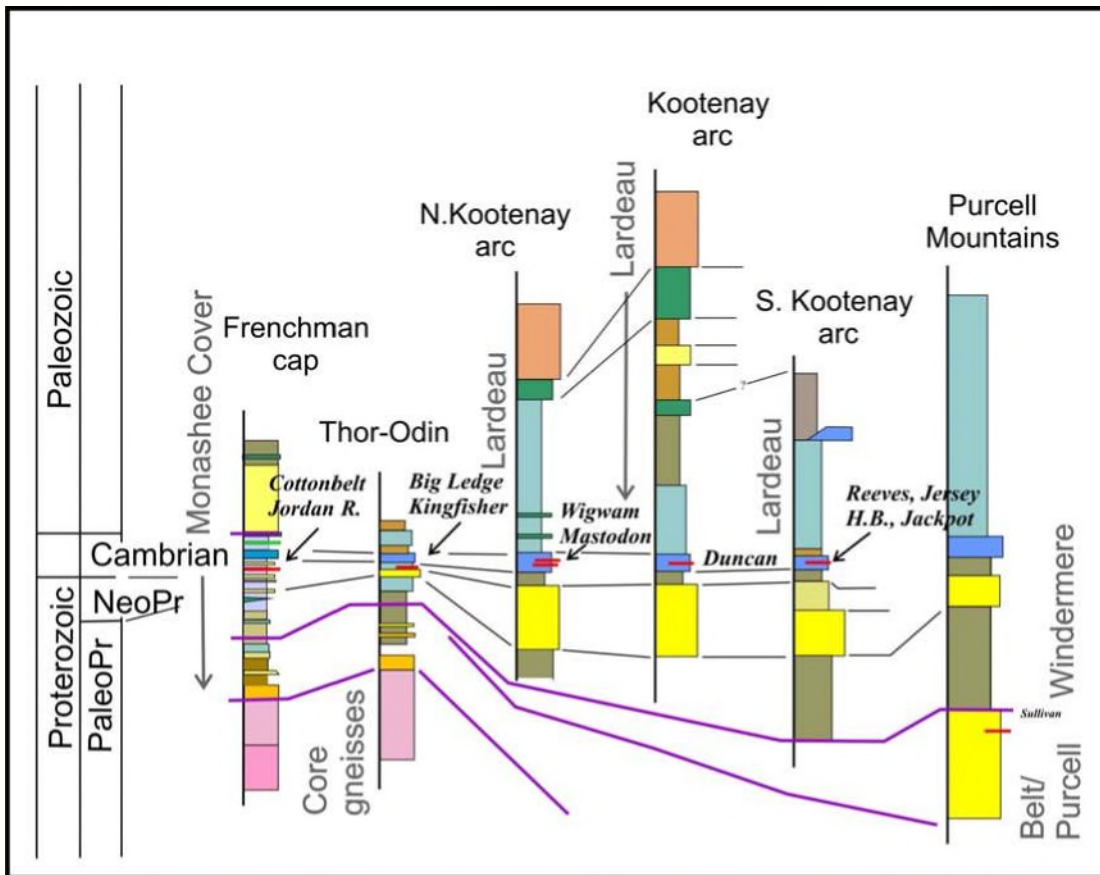 Kootenay
arc
N.Kootenay
arc
Purcell
Mountains
S. Kootenay
arc
Frenchman
cap
Thor-Odin
Paleozoic
Cambrian
Proterozoic
NeoPr
PaleoPr
Monashee Cover
Core
gneisses
Lardeau
Lardeau
Lardeau
Windermere
Belt/
Purcell
Cottonbelt
Jordan R.
Big Ledge
Kingfisher
Wigwam
Mastodon
Duncan
Reeves, Jersey
H.B., Jackpot
Sullivan
?